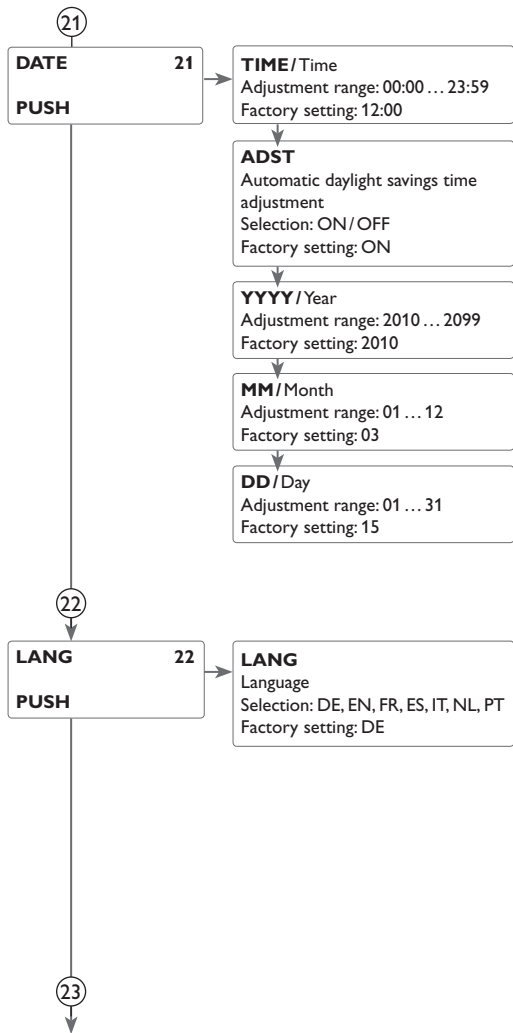 21
DATE 21
PUSH
TIME/Time
Adjustment range: 00:00 … 23:59
Factory setting: 12:00
ADST
Automatic daylight savings time
adjustment
Selection: ON/OFF
Factory setting: ON
YYYY/Year
Adjustment range: 2010 … 2099
Factory setting: 2010
MM/Month
Adjustment range: 01 … 12
Factory setting: 03
DD/Day
Adjustment range: 01 … 31
Factory setting: 15
22
LANG 22
PUSH
LANG
Language
Selection: DE, EN, FR, ES, IT, NL, PT
Factory setting: DE
23